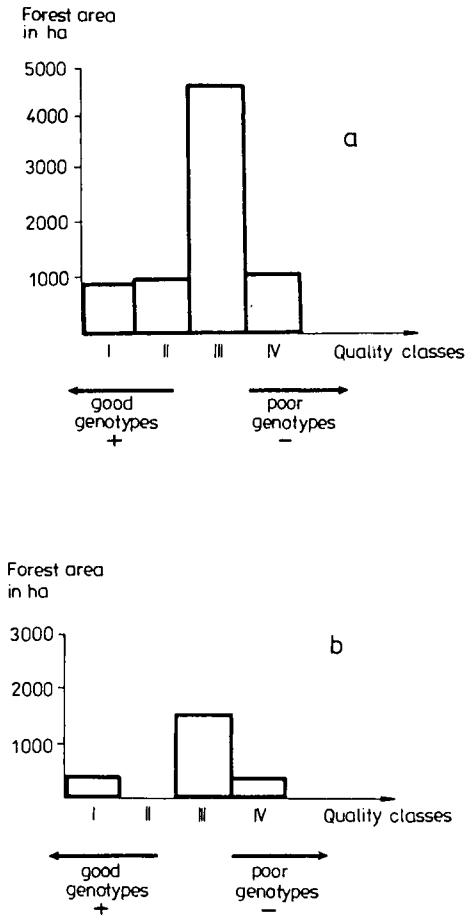 Forest area
in ha
5000
4000
3000
2000
1000
a
I II III IV Quality classes
good genotypes
+
poor genotypes
−
Forest area
in ha
3000
2000
1000
b
I II III IV Quality classes
good genotypes
+
poor genotypes
−